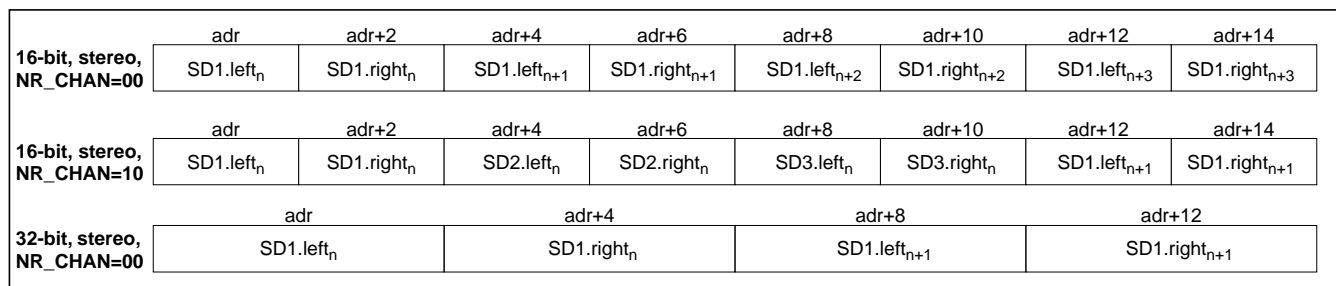 adr adr+2 adr+4 adr+6 adr+8 adr+10 adr+12 adr+14
16-bit, stereo,
NR_CHAN=00
SD1.leftn SD1.rightn SD1.leftn+1 SD1.rightn+1 SD1.leftn+2 SD1.rightn+2 SD1.leftn+3 SD1.rightn+3
adr adr+2 adr+4 adr+6 adr+8 adr+10 adr+12 adr+14
16-bit, stereo,
NR_CHAN=10
SD1.leftn SD1.rightn SD2.leftn SD2.rightn SD3.leftn SD3.rightn SD1.leftn+1 SD1.rightn+1
adr adr+4 adr+8 adr+12
32-bit, stereo,
NR_CHAN=00
SD1.leftn SD1.rightn SD1.leftn+1 SD1.rightn+1